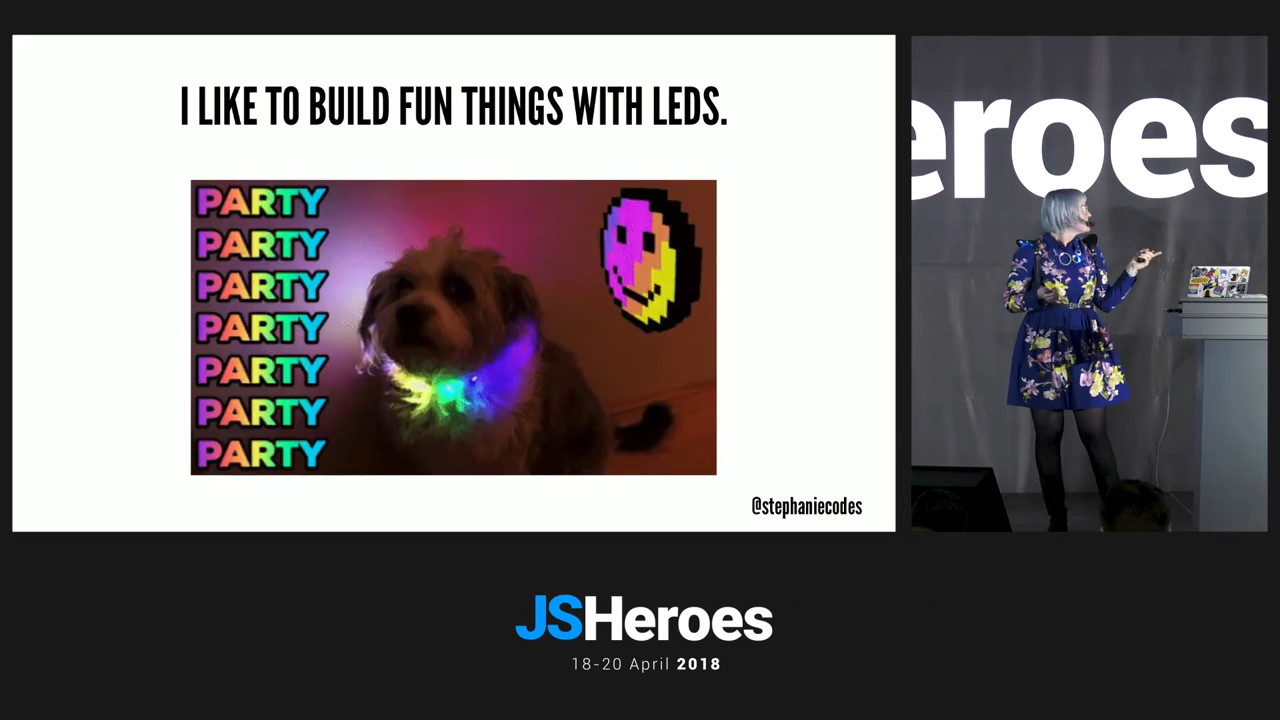 I LIKE TO BUILD FUN THINGS WITH LEDS.
PARTY
PARTY
PARTY
PARTY
PARTY
PARTY
PARTY
@stephaniecodes
eroes
JSHeroes
18-20 April 2018